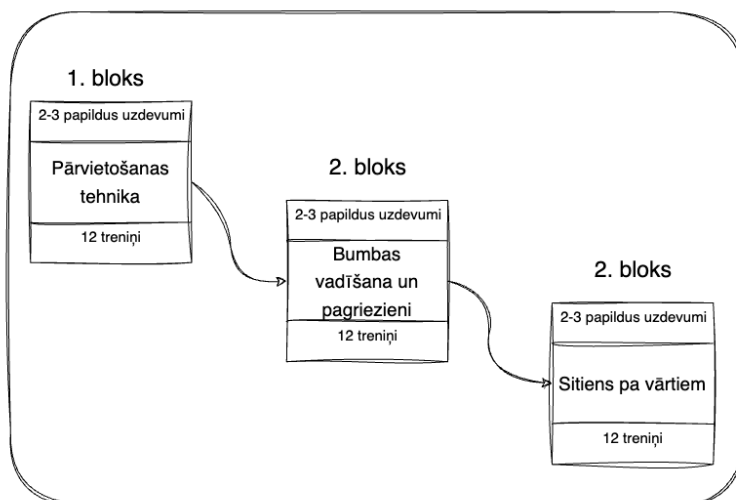 1. bloks
2-3 papildus uzdevumi
Pārvietošanas
tehnika
12 treniņi
2. bloks
2-3 papildus uzdevumi
Bumbas
vadīšana un
pagriezieni
12 treniņi
2. bloks
2-3 papildus uzdevumi
Sitiens pa vārtiem
12 treniņi